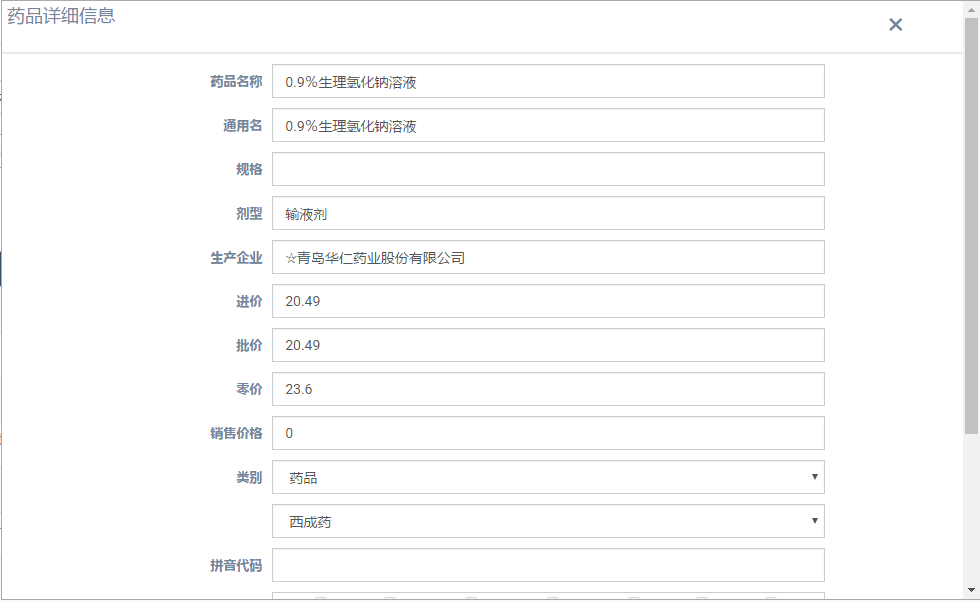 药品详细信息
×
药品名称 0.9%生理氯化钠溶液
通用名 0.9%生理氯化钠溶液
规格
剂型 输液剂
生产企业 ☆青岛华仁药业股份有限公司
进价 20.49
批价 20.49
零价 23.6
销售价格 0
类别 药品
西成药
拼音代码